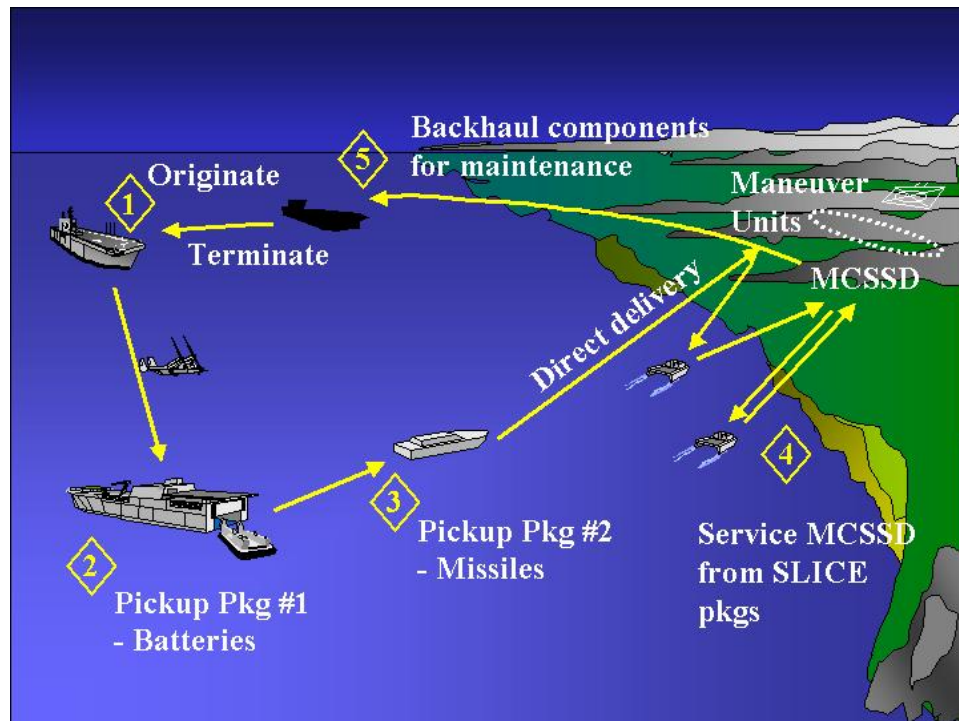 Backhaul components
for maintenance
5
Originate
1
Terminate
Maneuver
Units
MCSSD
Direct delivery
4
3
Pickup Pkg #2
- Missiles
Service MCSSD
from SLICE
pkgs
2
Pickup Pkg #1
- Batteries